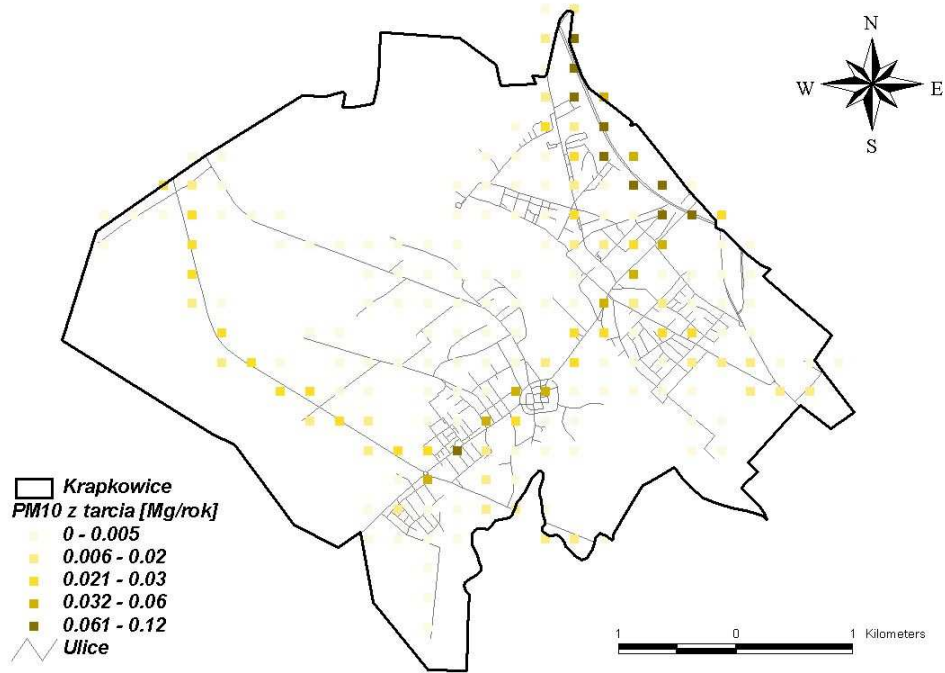 N
W E
S
Krapkowice
PM10 z tarcia [Mg/rok]
0 - 0.005
0.006 - 0.02
0.021 - 0.03
0.032 - 0.06
0.061 - 0.12
Ulice
1 0 1 Kilometers